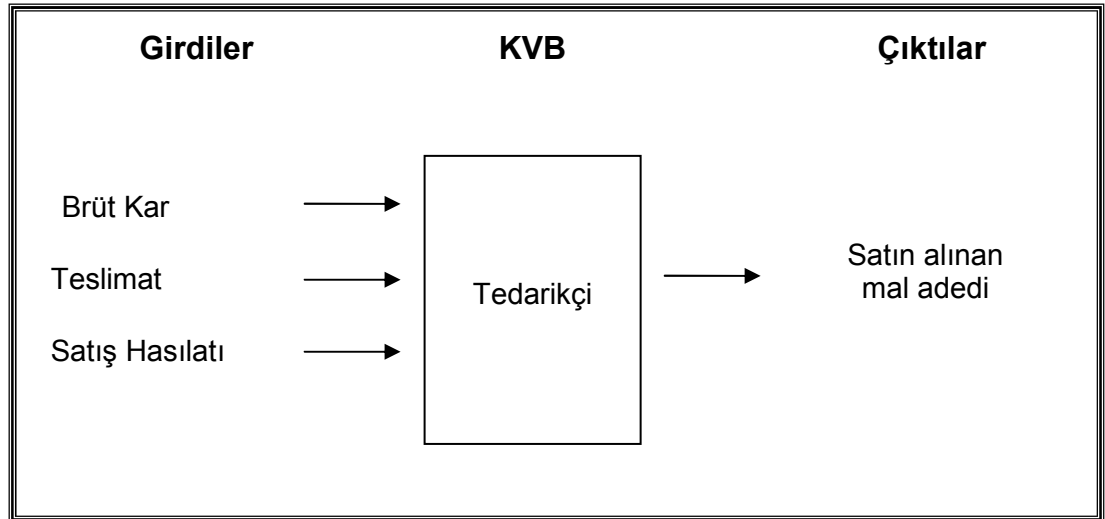 Girdiler
KVB
Çıktılar
Brüt Kar
Teslimat
Satış Hasılatı
Tedarikçi
Satın alınan
mal adedi